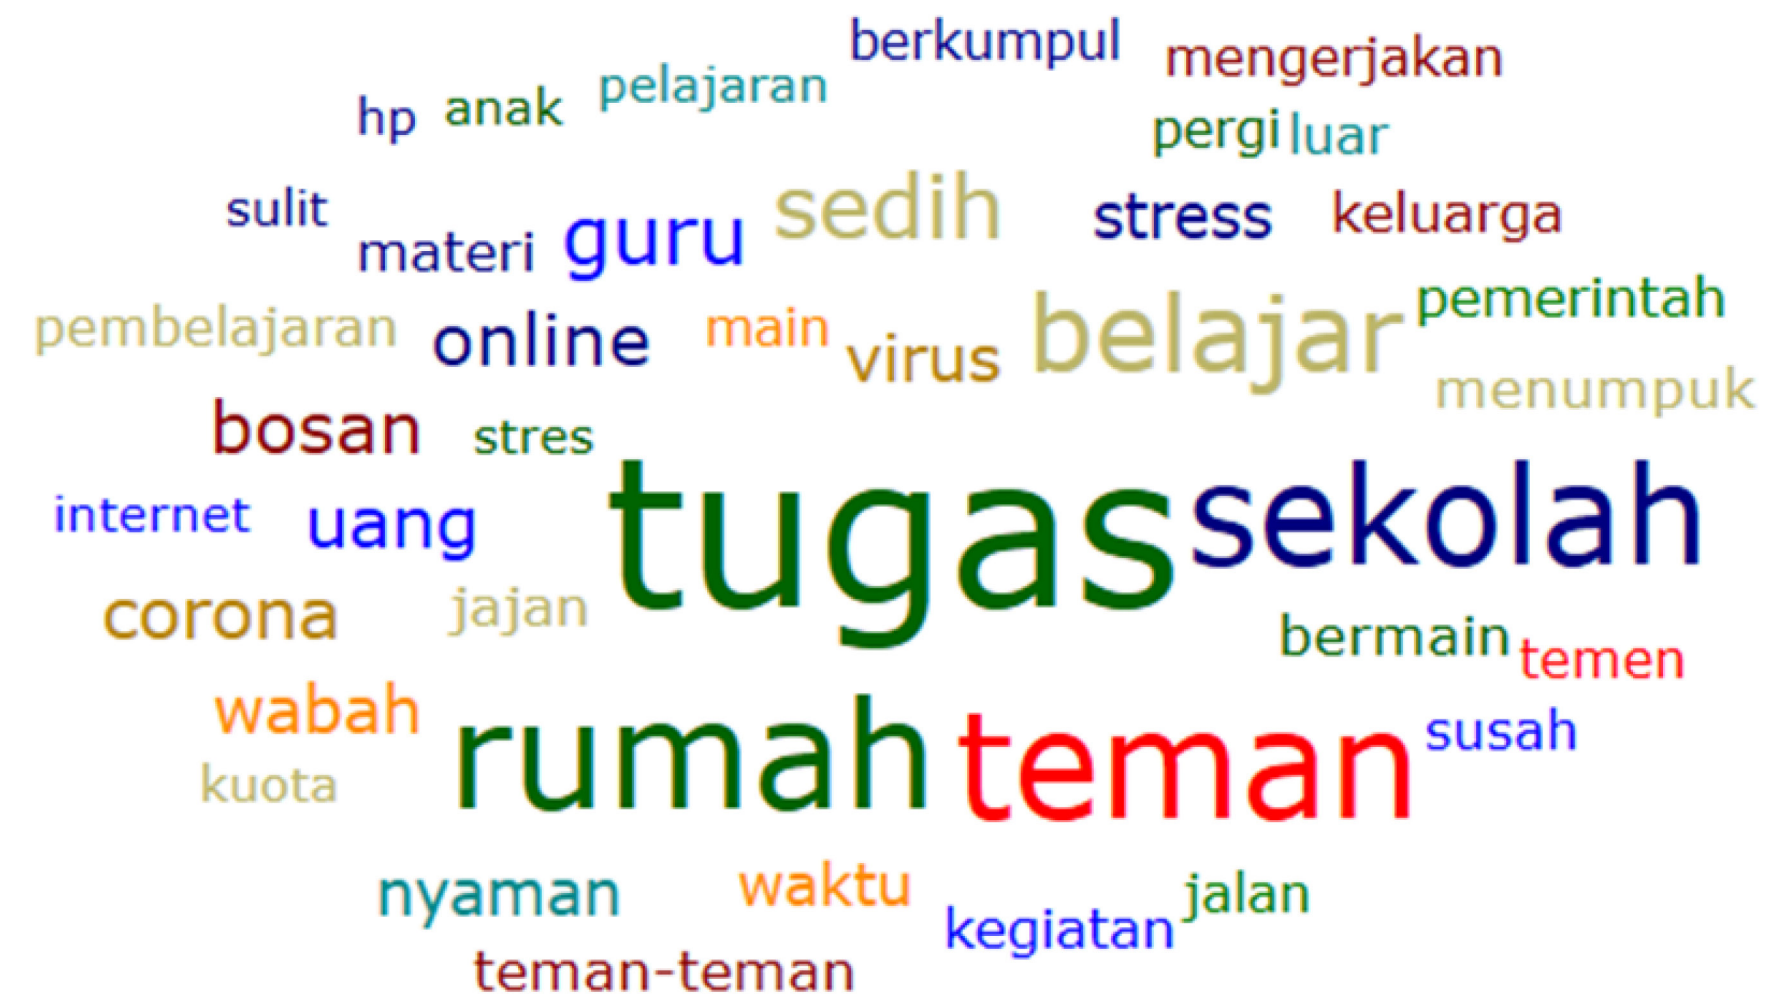 berkumpul mengerjakan
hp anak pelajaran pergi luar
sulit materi guru sedih stress keluarga
pembelajaran online main virus belajar pemerintah
menumpuk
bosan stres
internet uang tugas sekolah
corona jajan bermain temen
wabah rumah teman susah
kuota
nyaman waktu kegiatan jalan
teman-teman